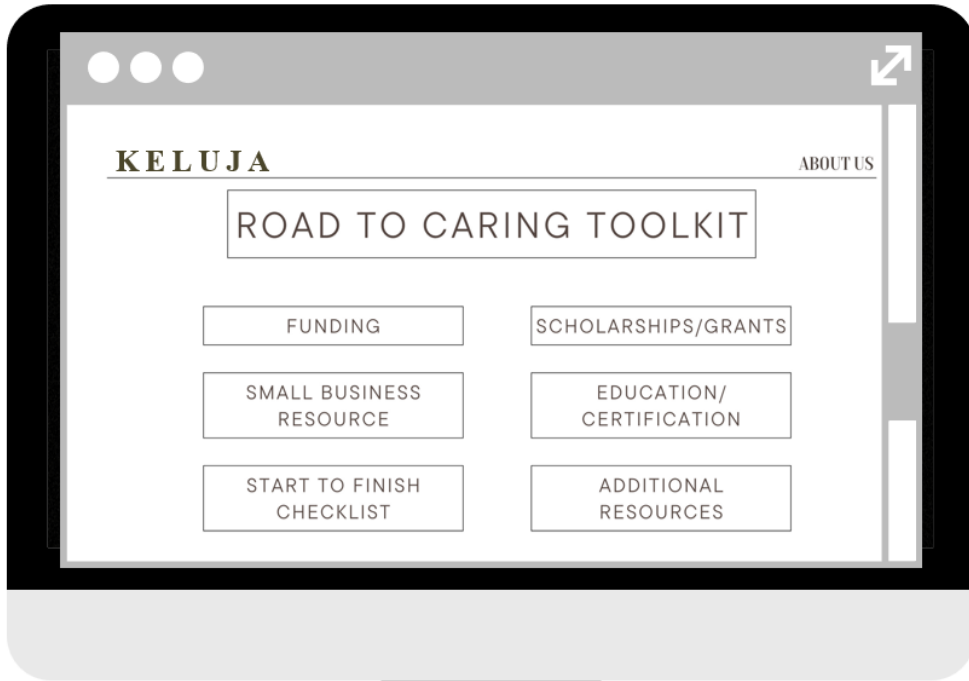 KELUJA
ABOUT US
ROAD TO CARING TOOLKIT
FUNDING
SCHOLARSHIPS/GRANTS
SMALL BUSINESS
RESOURCE
EDUCATION/
CERTIFICATION
START TO FINISH
CHECKLIST
ADDITIONAL
RESOURCES